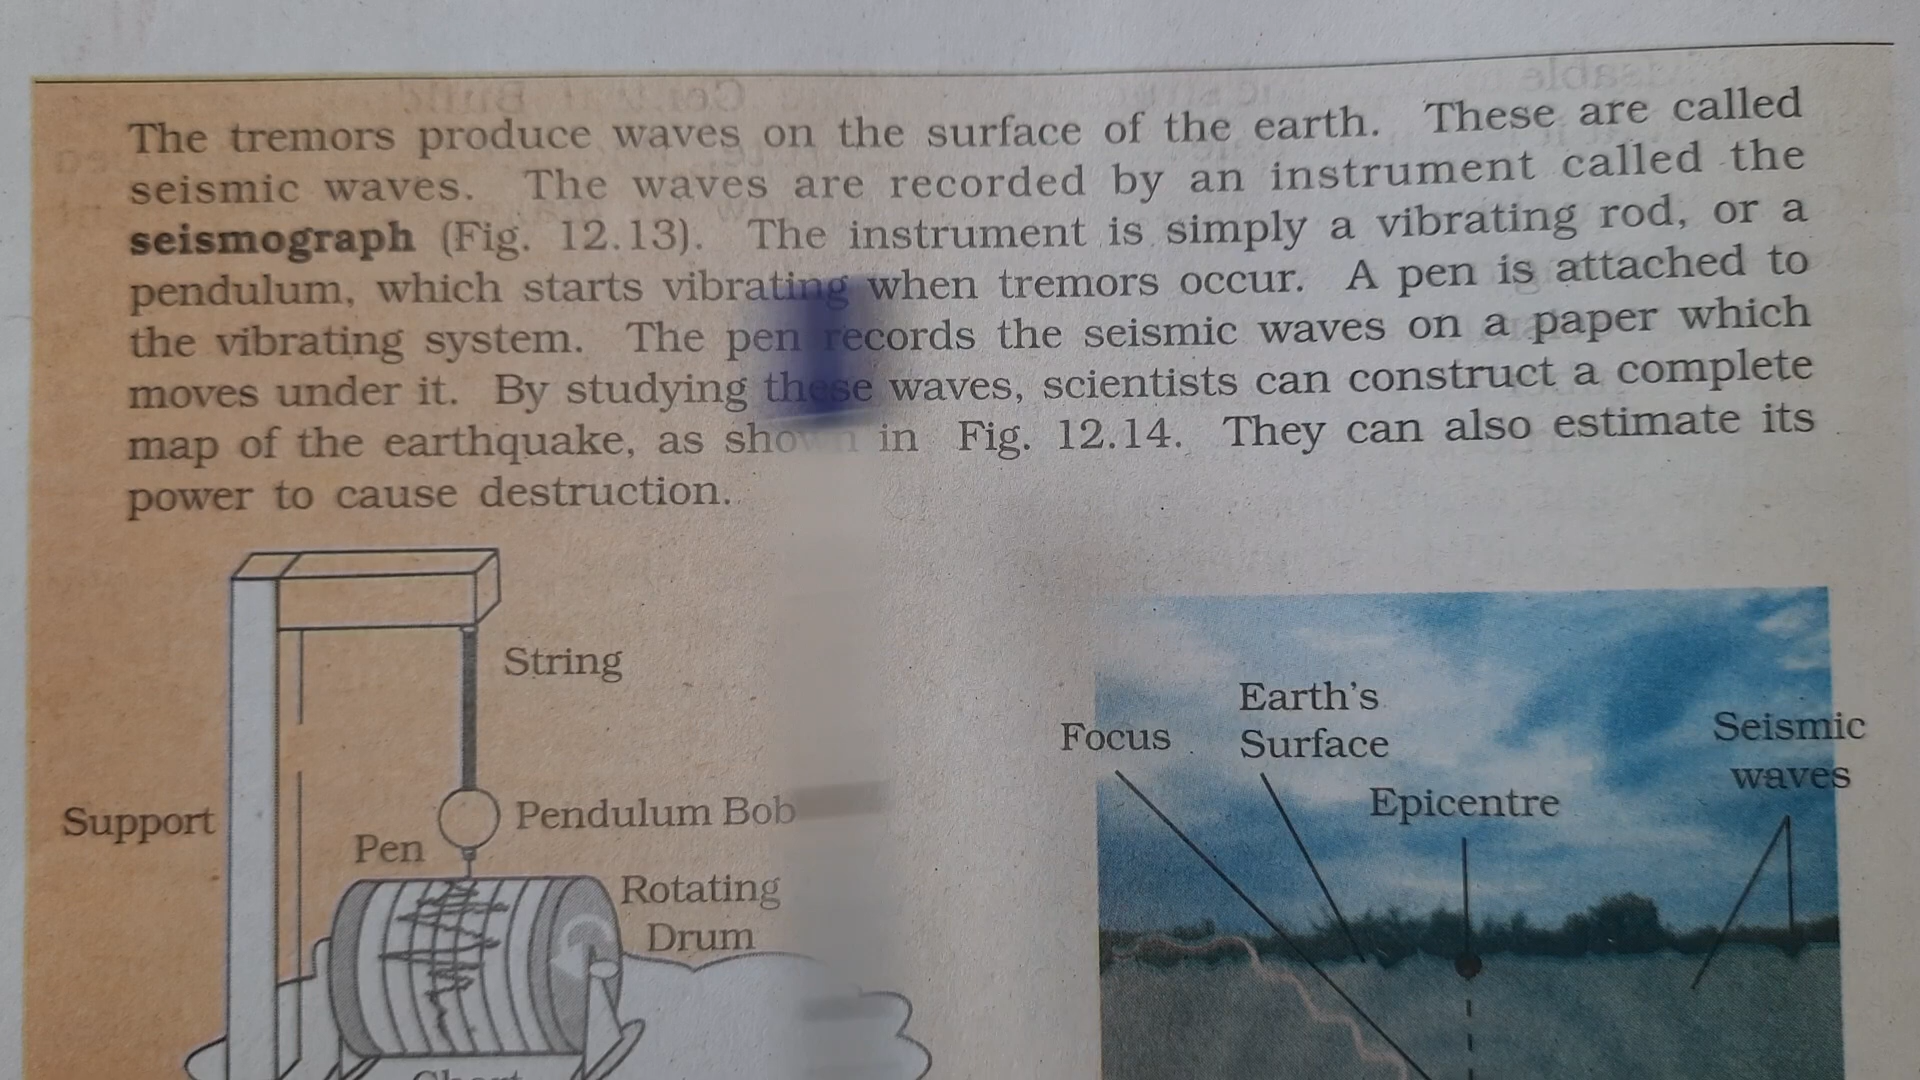 The tremors produce waves on the surface of the earth. These are called
seismic waves. The waves are recorded by an instrument called the
seismograph (Fig. 12.13). The instrument is simply a vibrating rod, or a
pendulum, which starts vibrating when tremors occur. A pen is attached to
the vibrating system. The pen records the seismic waves on a paper which
moves under it. By studying these waves, scientists can construct a complete
map of the earthquake, as shown in Fig. 12.14. They can also estimate its
power to cause destruction.
String
Support
Pendulum Bob
Pen
Rotating
Drum
Focus
Earth's
Surface
Epicentre
Seismic
waves